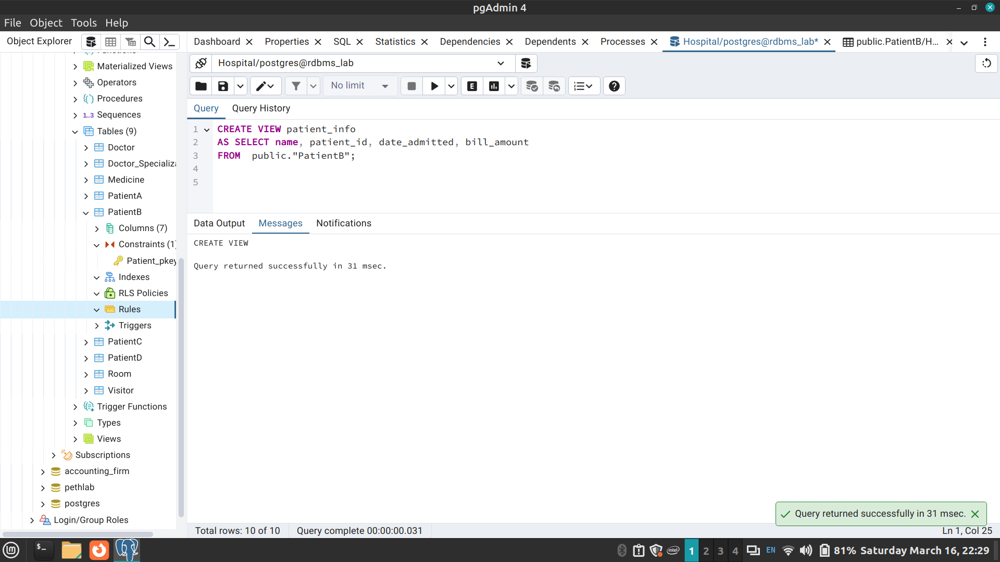 pgAdmin 4
File Object Tools Help
Object Explorer
Dashboard Properties SQL Statistics Dependencies Dependents Processes Hospital/postgres@rdbms_lab* public.PatientB/H...
Functions
Materialized Views
Operators
Procedures
1..3 Sequences
Tables (9)
Doctor
Doctor_Specializa
Medicine
PatientA
PatientB
Columns (7)
Constraints (1)
Patient_pkey
Indexes
RLS Policies
Rules
Triggers
PatientC
PatientD
Room
Visitor
Trigger Functions
Types
Views
Subscriptions
accounting_firm
pethlab
postgres
Login/Group Roles
Hospital/postgres@rdbms_lab
No limit
E
Query Query History
1 CREATE VIEW patient_info
2 AS SELECT name, patient_id, date_admitted, bill_amount
3 FROM  public."PatientB";
4
5
Data Output Messages Notifications
CREATE VIEW
Query returned successfully in 31 msec.
Query returned successfully in 31 msec.
Total rows: 10 of 10 Query complete 00:00:00.031 Ln 1, Col 25
intel 1 2 3 4 EN 81% Saturday March 16, 22:29